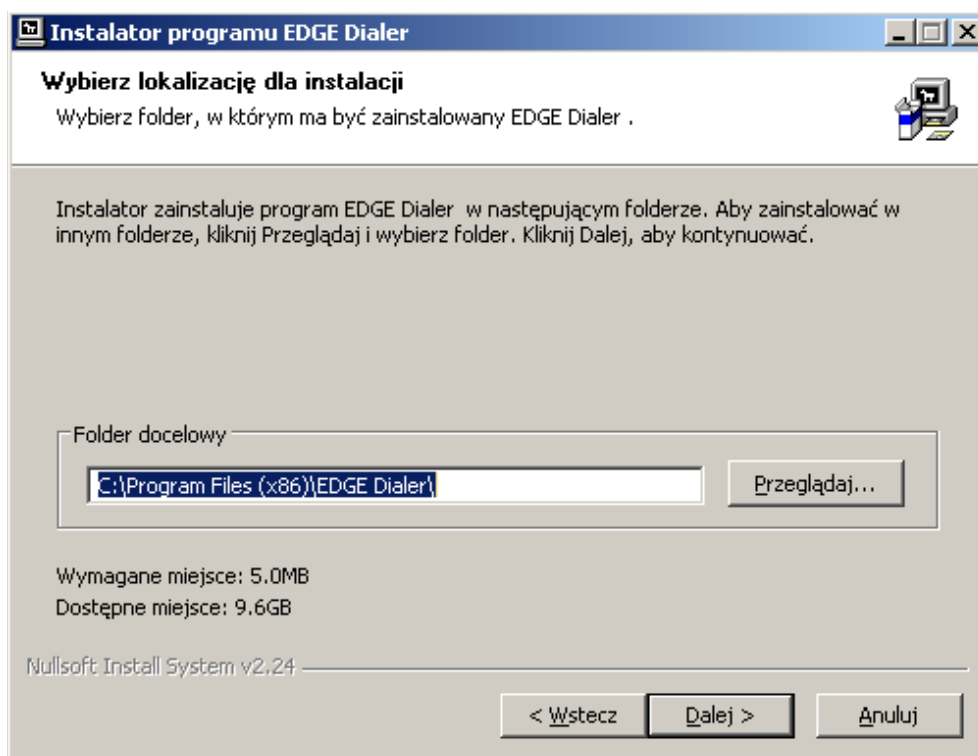 Instalator programu EDGE Dialer
Wybierz lokalizację dla instalacji
Wybierz folder, w którym ma być zainstalowany EDGE Dialer .
Instalator zainstaluje program EDGE Dialer  w następującym folderze. Aby zainstalować w
innym folderze, kliknij Przeglądaj i wybierz folder. Kliknij Dalej, aby kontynuować.
Folder docelowy
C:\Program Files (x86)\EDGE Dialer\
Przeglądaj...
Wymagane miejsce: 5.0MB
Dostępne miejsce: 9.6GB
Nullsoft Install System v2.24
< Wstecz
Dalej >
Anuluj